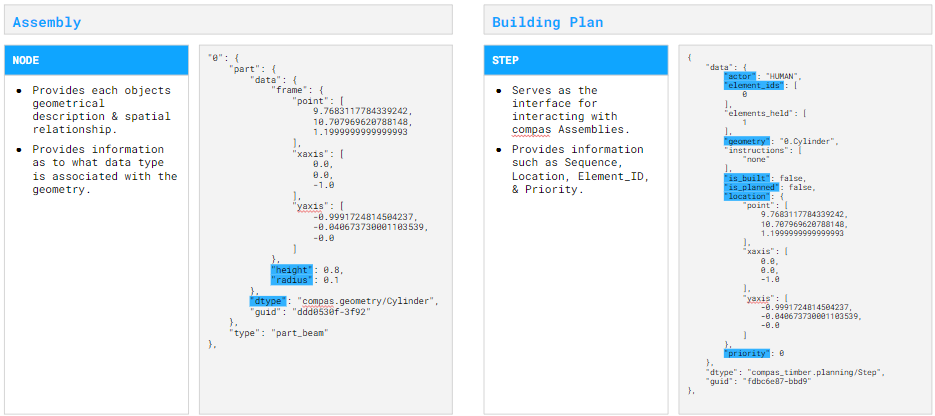 Assembly
NODE
Provides each objects
geometrical
description & spatial
relationship.
Provides information
as to what data type
is associated with the
geometry.
"0": {
"part": {
"data": {
"frame": {
"point": [
9.7683117784339242,
10.707969620788148,
1.1999999999999993
],
"xaxis": [
0.0,
0.0,
-1.0
],
"yaxis": [
-0.9991724814504237,
-0.040673730001103539,
-0.0
]
},
"height": 0.8,
"radius": 0.1
},
"dtype": "compas.geometry/Cylinder",
"guid": "ddd0530f-3f92"
},
"type": "part_beam"
},
Building Plan
STEP
Serves as the
interface for
interacting with
compas Assemblies.
Provides information
such as Sequence,
Location, Element_ID,
& Priority.
{
"data": {
"actor": "HUMAN",
"element_ids": [
0
],
"elements_held": [
1
],
"geometry": "0.Cylinder",
"instructions": [
"none"
],
"is_built": false,
"is_planned": false,
"location": {
"point": [
9.7683117784339242,
10.707969620788148,
1.1999999999999993
],
"xaxis": [
0.0,
0.0,
-1.0
],
"yaxis": [
-0.9991724814504237,
-0.040673730001103539,
-0.0
]
},
"priority": 0
},
"dtype": "compas_timber.planning/Step",
"guid": "fdbc6e87-bbd9"
},